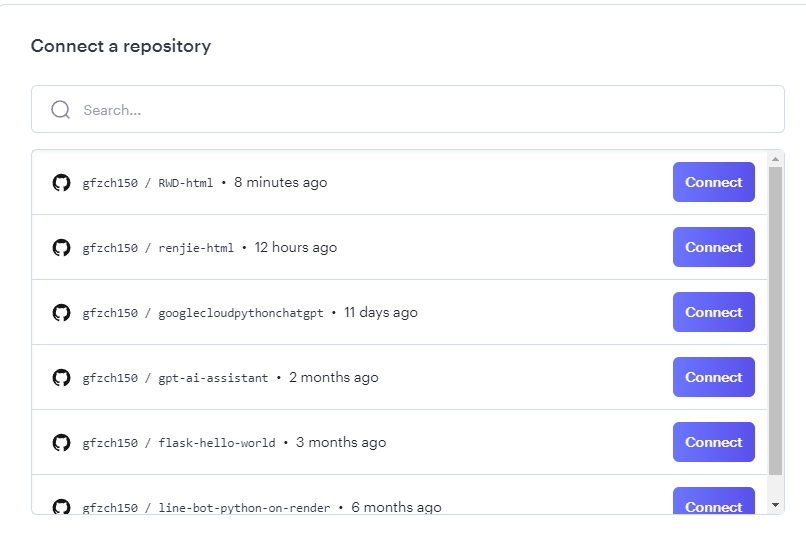 Connect a repository
Search...
gfzch150 / RWD-html • 8 minutes ago Connect
gfzch150 / renjie-html • 12 hours ago Connect
gfzch150 / googlecloudpythonchatgpt • 11 days ago Connect
gfzch150 / gpt-ai-assistant • 2 months ago Connect
gfzch150 / flask-hello-world • 3 months ago Connect
gfzch150 / line-bot-python-on-render • 6 months ago Connect